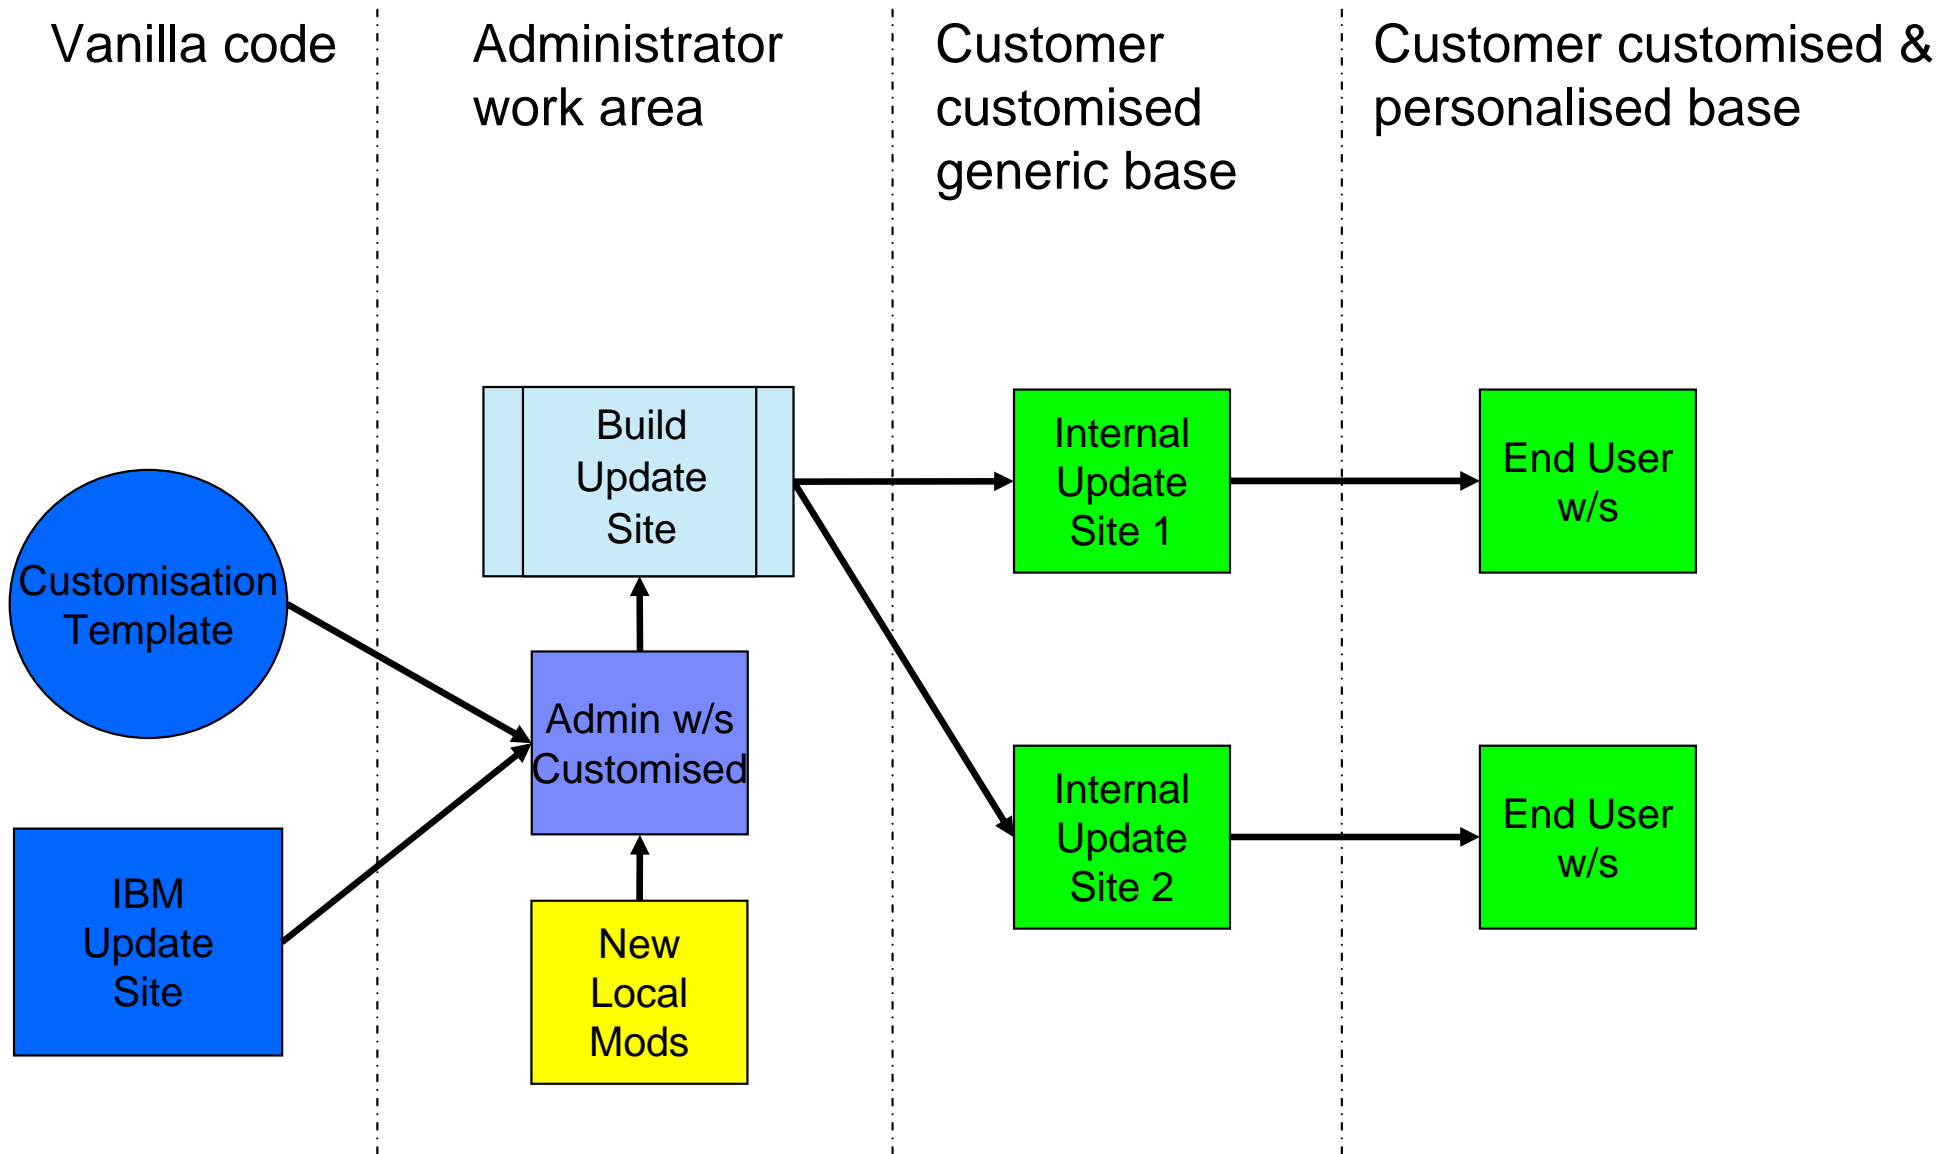 Vanilla code
Administrator
work area
Customer
customised
generic base
Customer customised &
personalised base
Customisation
Template
IBM
Update
Site
Build
Update
Site
Admin w/s
Customised
New
Local
Mods
Internal
Update
Site 1
Internal
Update
Site 2
End User
w/s
End User
w/s